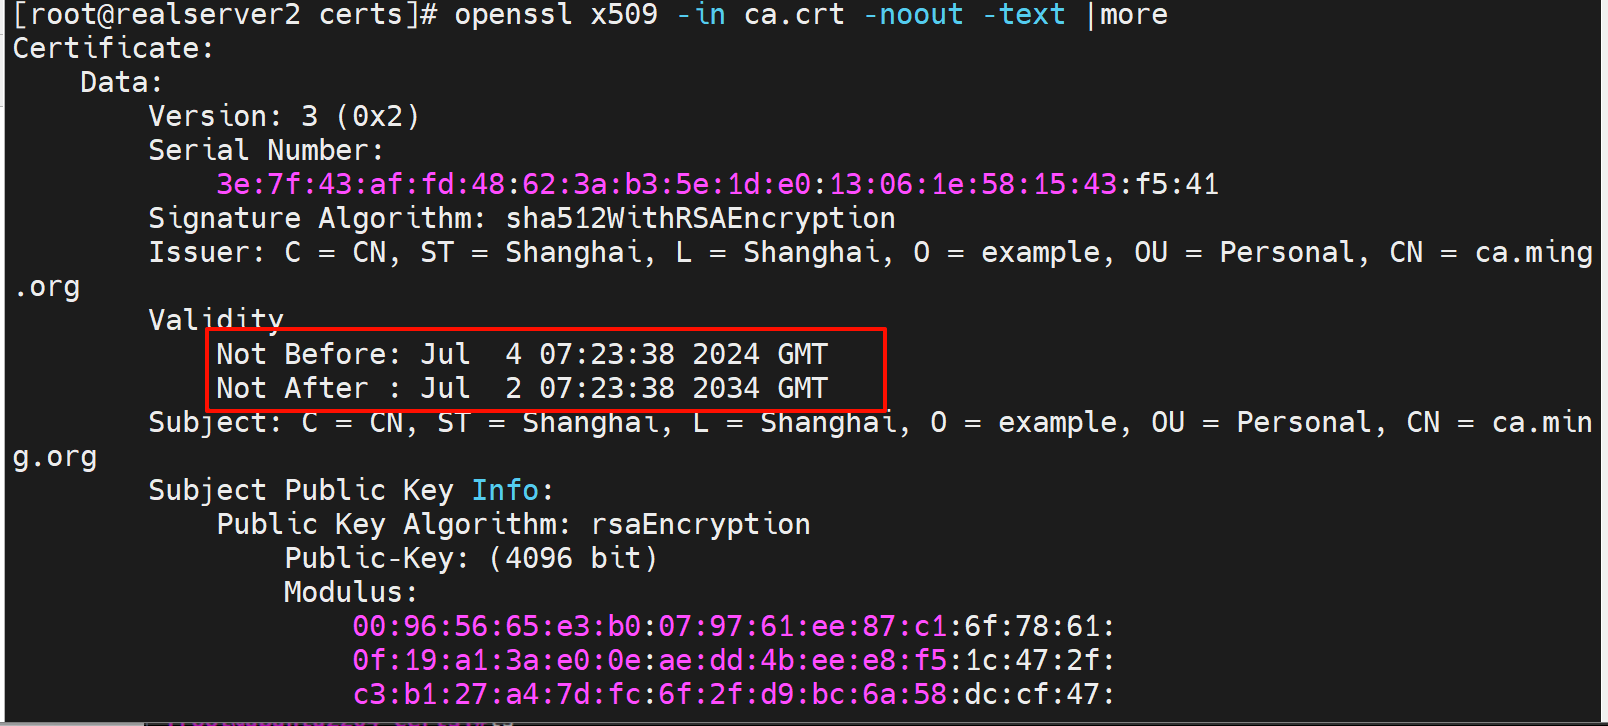 [root@realserver2 certs]# openssl x509 -in ca.crt -noout -text |more
Certificate:
    Data:
        Version: 3 (0x2)
        Serial Number:
            3e:7f:43:af:fd:48:62:3a:b3:5e:1d:e0:13:06:1e:58:15:43:f5:41
        Signature Algorithm: sha512WithRSAEncryption
        Issuer: C = CN, ST = Shanghai, L = Shanghai, O = example, OU = Personal, CN = ca.ming
.org
        Validity
            Not Before: Jul  4 07:23:38 2024 GMT
            Not After : Jul  2 07:23:38 2034 GMT
        Subject: C = CN, ST = Shanghai, L = Shanghai, O = example, OU = Personal, CN = ca.min
g.org
        Subject Public Key Info:
            Public Key Algorithm: rsaEncryption
                Public-Key: (4096 bit)
                Modulus:
                    00:96:56:65:e3:b0:07:97:61:ee:87:c1:6f:78:61:
                    0f:19:a1:3a:e0:0e:ae:dd:4b:ee:e8:f5:1c:47:2f:
                    c3:b1:27:a4:7d:fc:6f:2f:d9:bc:6a:58:dc:cf:47: